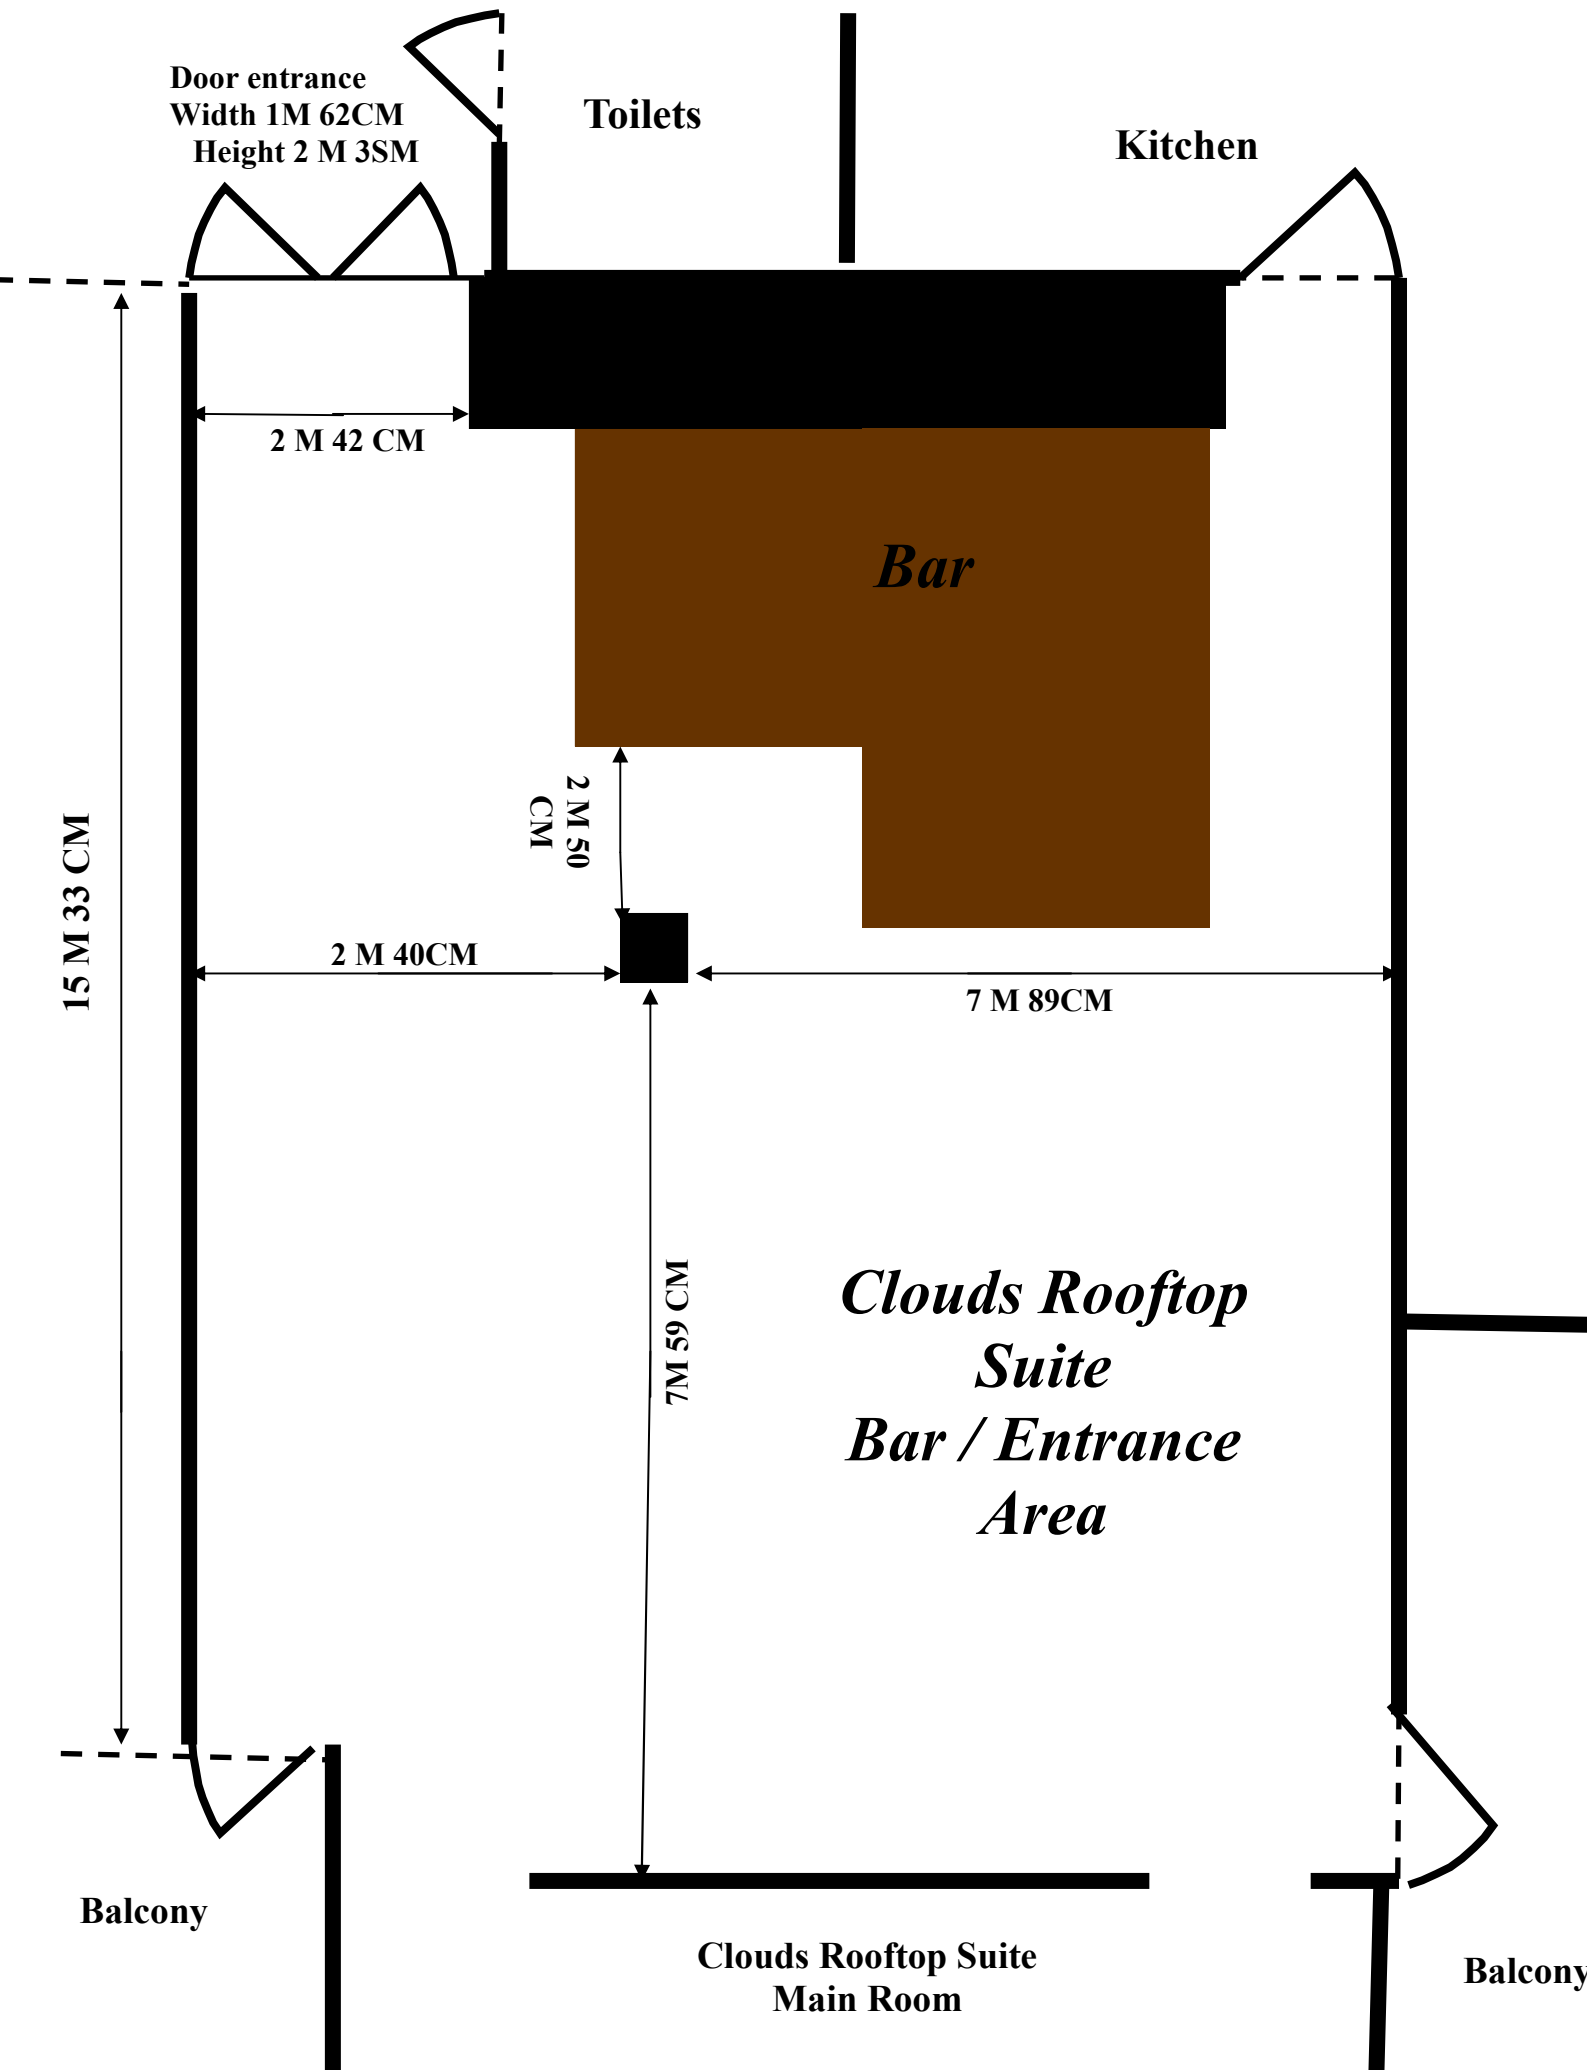 Door entrance
Width 1M 62CM
Height 2 M 3SM
Toilets
Kitchen
2 M 42 CM
Bar
2 M 50
CM
15 M 33 CM
2 M 40CM
7 M 89CM
7M 59 CM
Clouds Rooftop
Suite
Bar / Entrance
Area
Balcony
Clouds Rooftop Suite
Main Room
Balcony